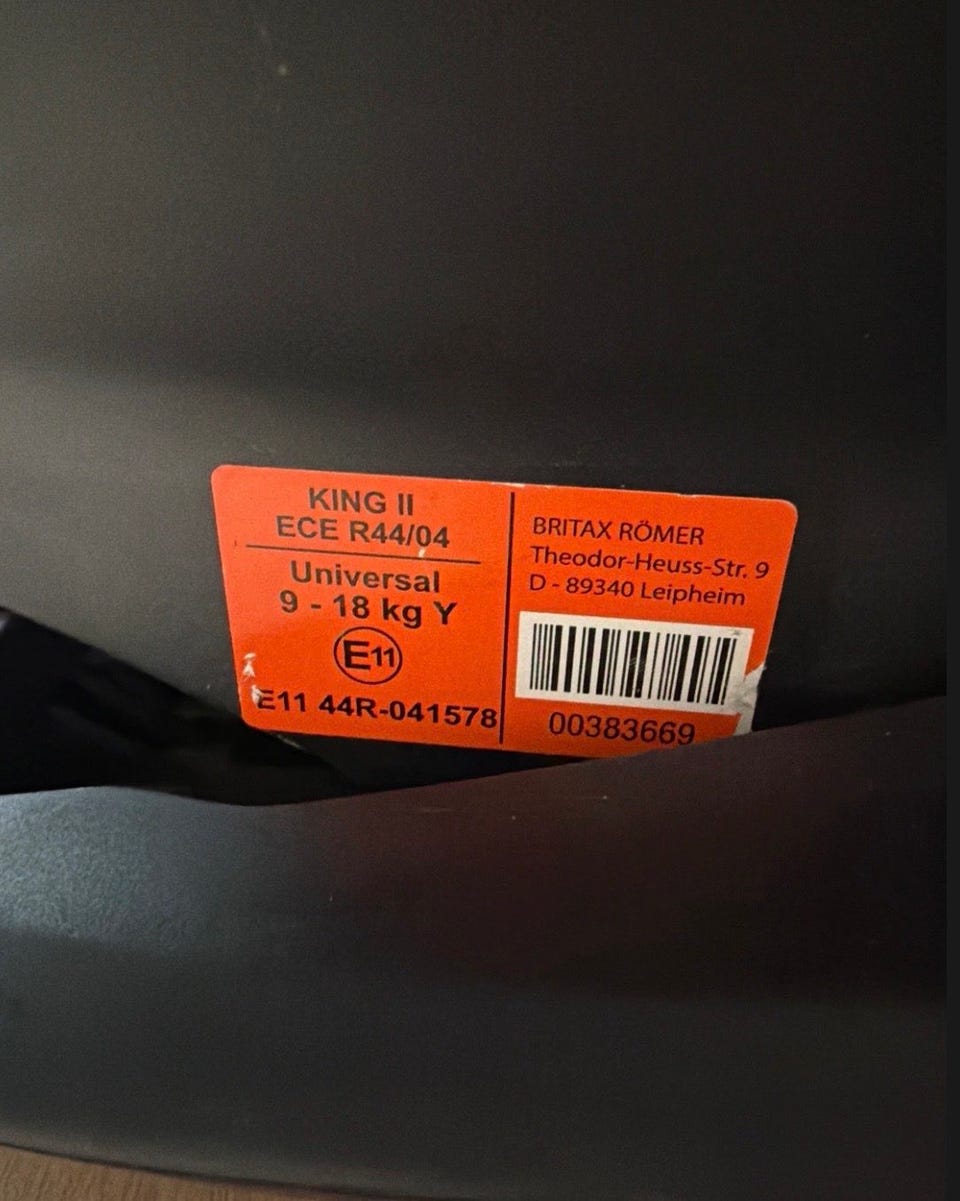 KING II
ECE R44/04
Universal
9 - 18 kg Y
E11
E11 44R-041578
BRITAX RÖMER
Theodor-Heuss-Str. 9
D - 89340 Leipheim
00383669